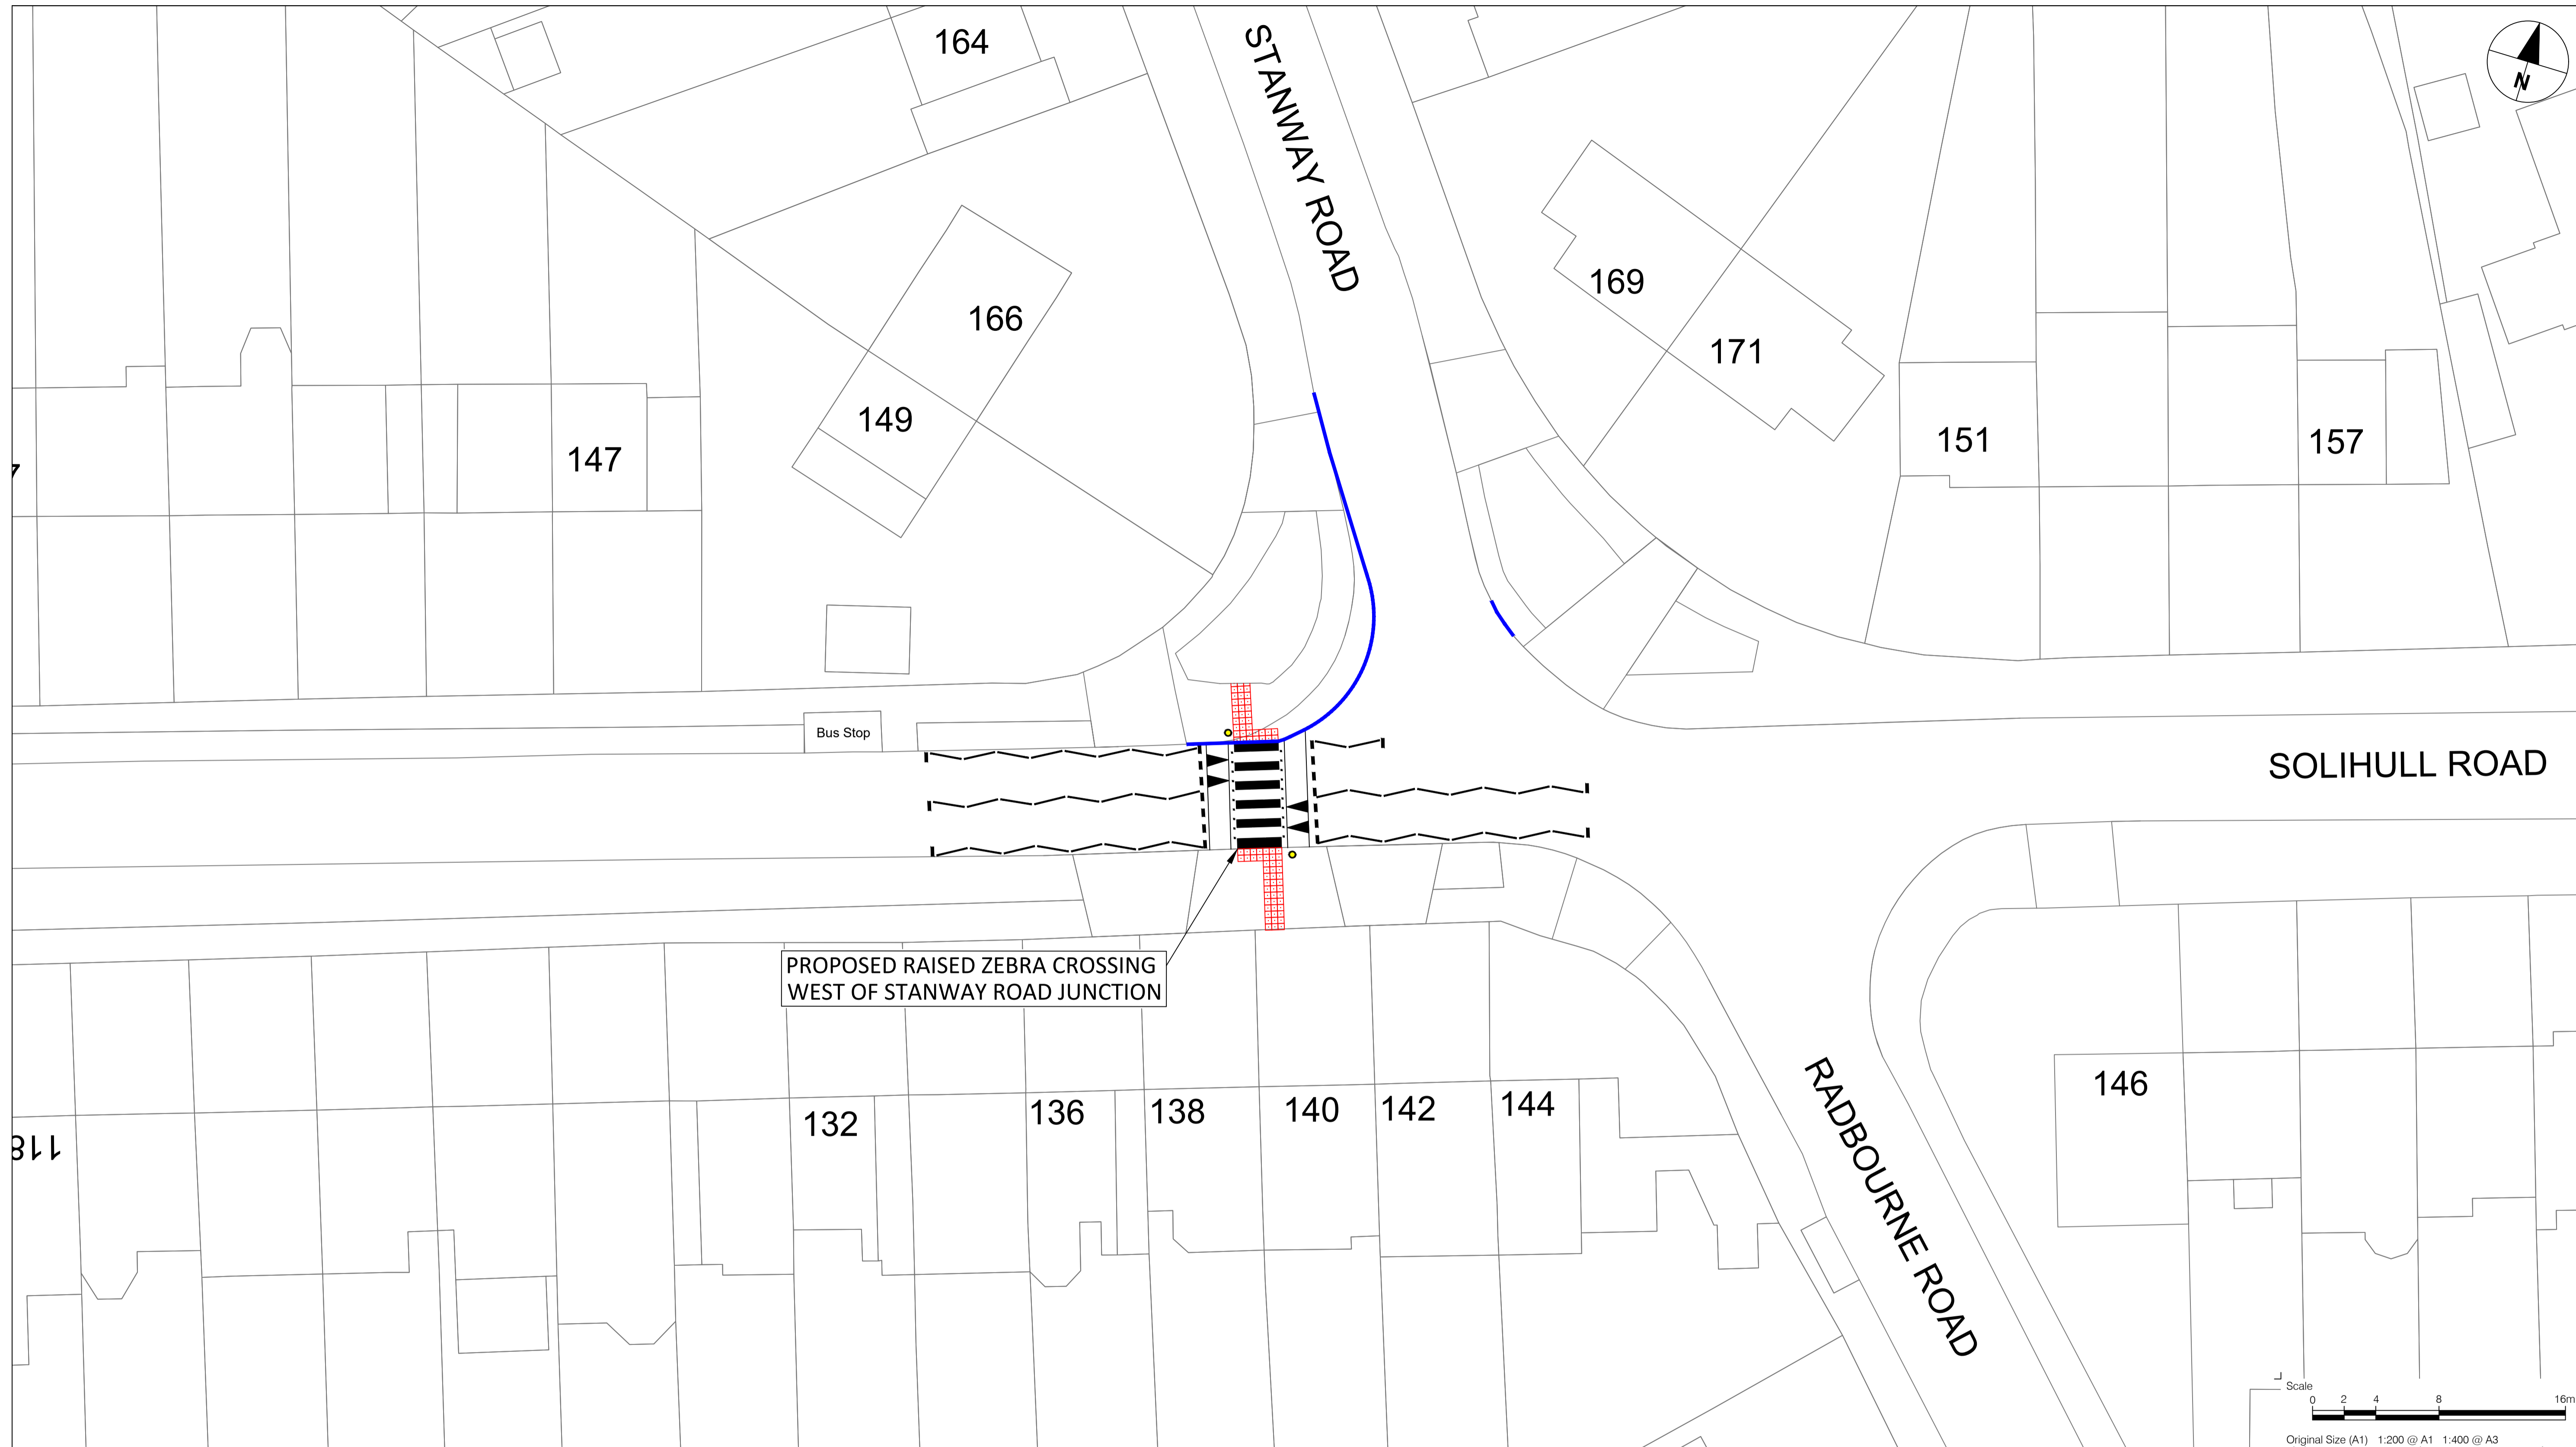 164
STANWAY ROAD
N
166
169
171
149
147
151
157
7
Bus Stop
SOLIHULL ROAD
PROPOSED RAISED ZEBRA CROSSING
WEST OF STANWAY ROAD JUNCTION
118
132
136
138
140
142
144
146
RADBOURNE ROAD
Scale
0 2 4 8 16m
Original Size (A1) 1:200 @ A1 1:400 @ A3